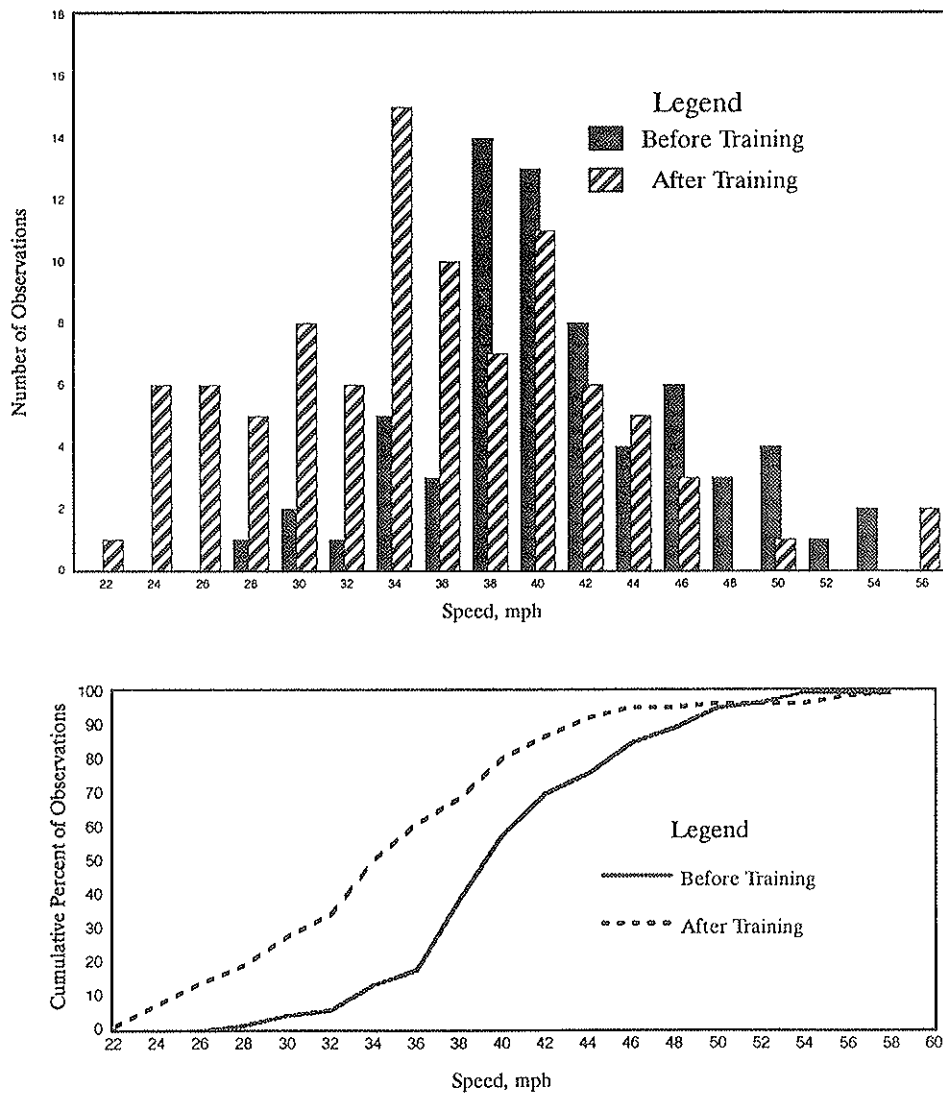 18
16
14
12
10
8
6
4
2
0
Number of Observations
Legend
Before Training
After Training
22 24 26 28 30 32 34 36 38 40 42 44 46 48 50 52 54 56
Speed, mph
100
90
80
70
60
50
40
30
20
10
0
Cumulative Percent of Observations
Legend
Before Training
After Training
22 24 26 28 30 32 34 36 38 40 42 44 46 48 50 52 54 56 58 60
Speed, mph